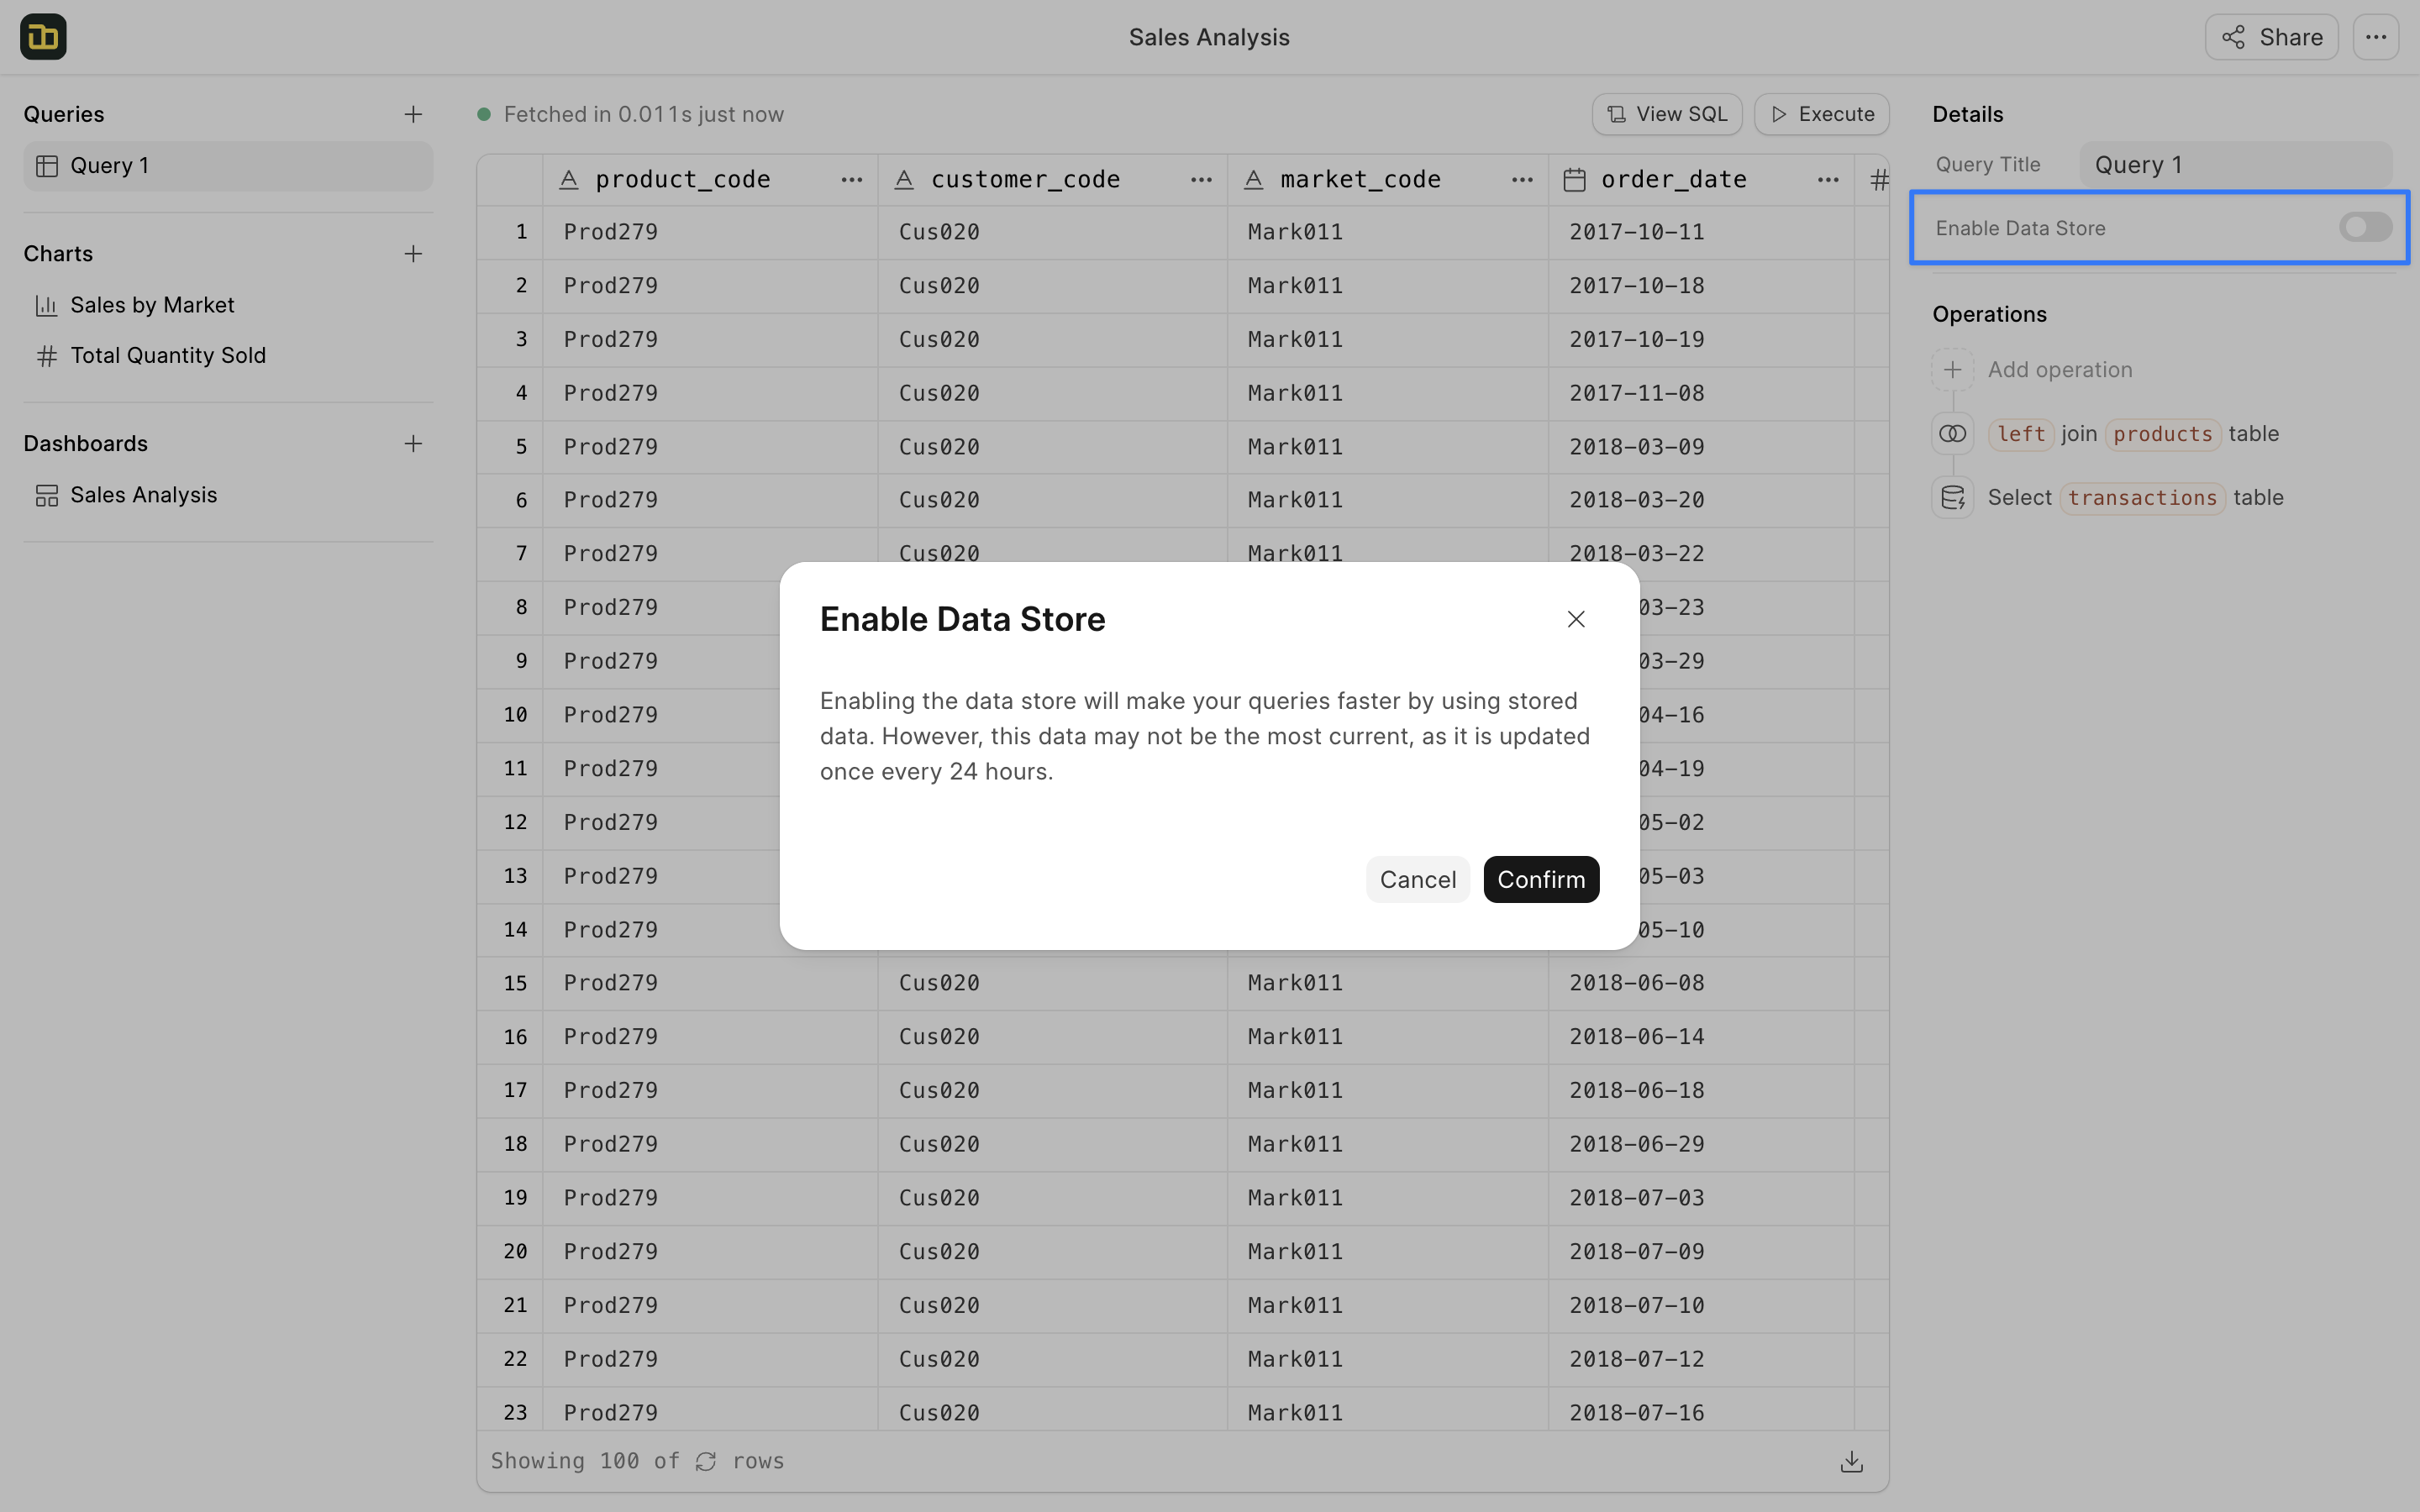 Sales Analysis
Share
Queries
Query 1
Charts
Sales by Market
Total Quantity Sold
Dashboards
Sales Analysis
Fetched in 0.011s just now
View SQL
Execute
product_code customer_code market_code order_date #
1 Prod279 Cus020 Mark011 2017-10-11
2 Prod279 Cus020 Mark011 2017-10-18
3 Prod279 Cus020 Mark011 2017-10-19
4 Prod279 Cus020 Mark011 2017-11-08
5 Prod279 Cus020 Mark011 2018-03-09
6 Prod279 Cus020 Mark011 2018-03-20
7 Prod279 Cus020 Mark011 2018-03-22
8 Prod279 03-23
9 Prod279 03-29
10 Prod279 04-16
11 Prod279 04-19
12 Prod279 05-02
13 Prod279 05-03
14 Prod279 05-10
15 Prod279 Cus020 Mark011 2018-06-08
16 Prod279 Cus020 Mark011 2018-06-14
17 Prod279 Cus020 Mark011 2018-06-18
18 Prod279 Cus020 Mark011 2018-06-29
19 Prod279 Cus020 Mark011 2018-07-03
20 Prod279 Cus020 Mark011 2018-07-09
21 Prod279 Cus020 Mark011 2018-07-10
22 Prod279 Cus020 Mark011 2018-07-12
23 Prod279 Cus020 Mark011 2018-07-16
Showing 100 of rows
Enable Data Store
Enabling the data store will make your queries faster by using stored
data. However, this data may not be the most current, as it is updated
once every 24 hours.
Cancel
Confirm
Details
Query Title Query 1
Enable Data Store
Operations
Add operation
left join products table
Select transactions table